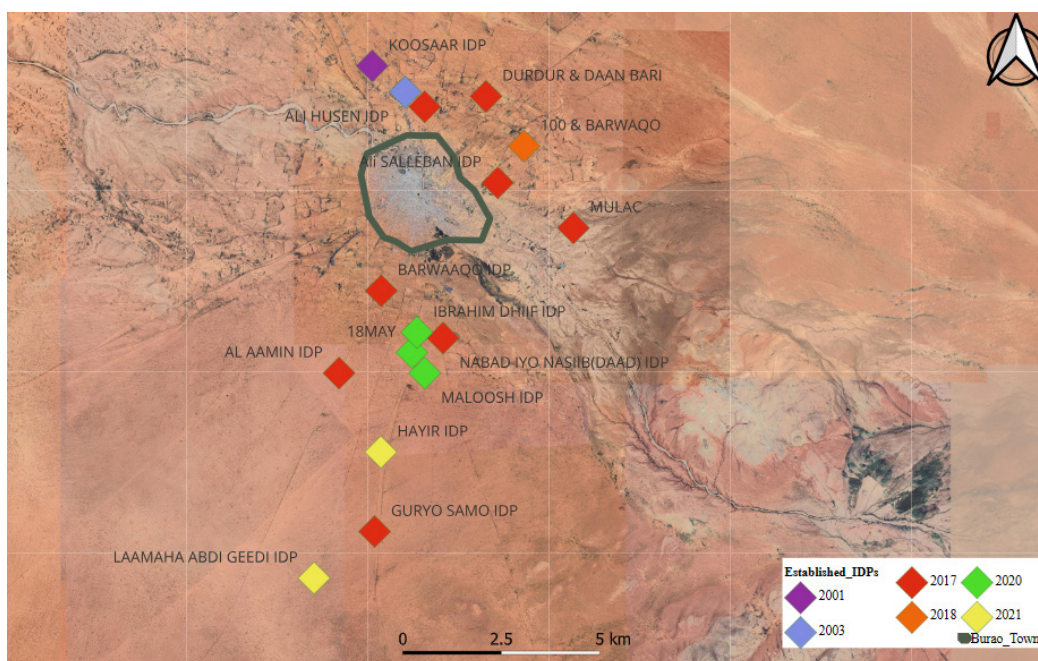 KOOSAAR IDP
DURDUR & DAAN BARI
ALI HUSEN IDP
100 & BARWAQO
Ali SALLEBAN IDP
MULAC
BARWAAQO IDP
IBRAHIM DHIIF IDP
18MAY
AL AAMIN IDP
NABAD IYO NASIIB(DAAD) IDP
MALOOSH IDP
HAYIR IDP
GURYO SAMO IDP
LAAMAHA ABDI GEEDI IDP
0 2.5 5 km
Established_IDPs
2001
2003
2017
2018
2020
2021
Burao_Town